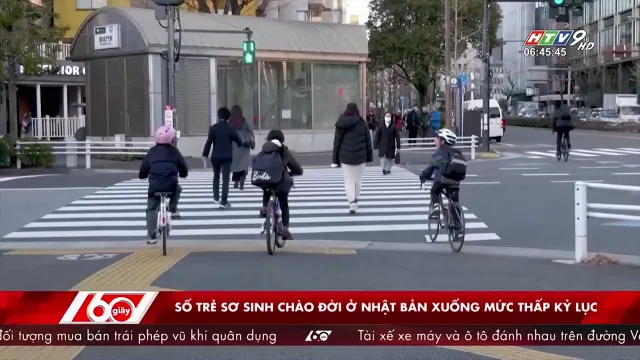 HTV9 HD
06:45:45
Barbie
60 giây
SỐ TRẺ SƠ SINH CHÀO ĐỜI Ở NHẬT BẢN XUỐNG MỨC THẤP KỶ LỤC
đối tượng mua bán trái phép vũ khí quân dụng 60 Tài xế xe máy và ô tô đánh nhau trên đường